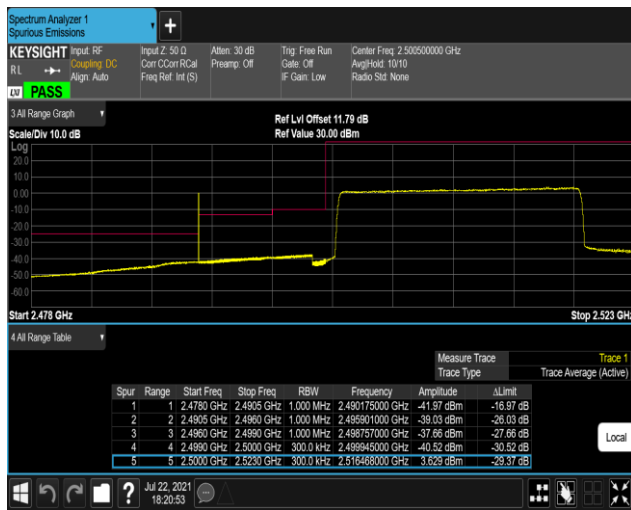 Spectrum Analyzer 1
Spurious Emissions
+
KEYSIGHT Input: RF Input Z: 50 Ω Atten: 30 dB Trig: Free Run Center Freq: 2.500500000 GHz
RL Coupling: DC Corr CCorr RCal Preamp: Off Gate: Off Avg|Hold: 10/10
Align: Auto Freq Ref: Int (S) IF Gain: Low Radio Std: None
LXI PASS
3 All Range Graph
Ref Lvl Offset 11.79 dB
Scale/Div 10.0 dB Ref Value 30.00 dBm
Log
20.0
10.0
0.00
-10.0
-20.0
-30.0
-40.0
-50.0
-60.0
Start 2.478 GHz Stop 2.523 GHz
4 All Range Table
Measure Trace Trace 1
Trace Type Trace Average (Active)
Spur Range Start Freq Stop Freq RBW Frequency Amplitude ΔLimit
1 1 2.4780 GHz 2.4905 GHz 1.000 MHz 2.490175000 GHz -41.97 dBm -16.97 dB
2 2 2.4905 GHz 2.4960 GHz 1.000 MHz 2.495901000 GHz -39.03 dBm -26.03 dB
3 3 2.4960 GHz 2.4990 GHz 1.000 MHz 2.498757000 GHz -37.66 dBm -27.66 dB
4 4 2.4990 GHz 2.5000 GHz 300.0 kHz 2.499945000 GHz -40.52 dBm -30.52 dB
5 5 2.5000 GHz 2.5230 GHz 300.0 kHz 2.516468000 GHz 3.629 dBm -29.37 dB
Local
?
Jul 22, 2021
18:20:53